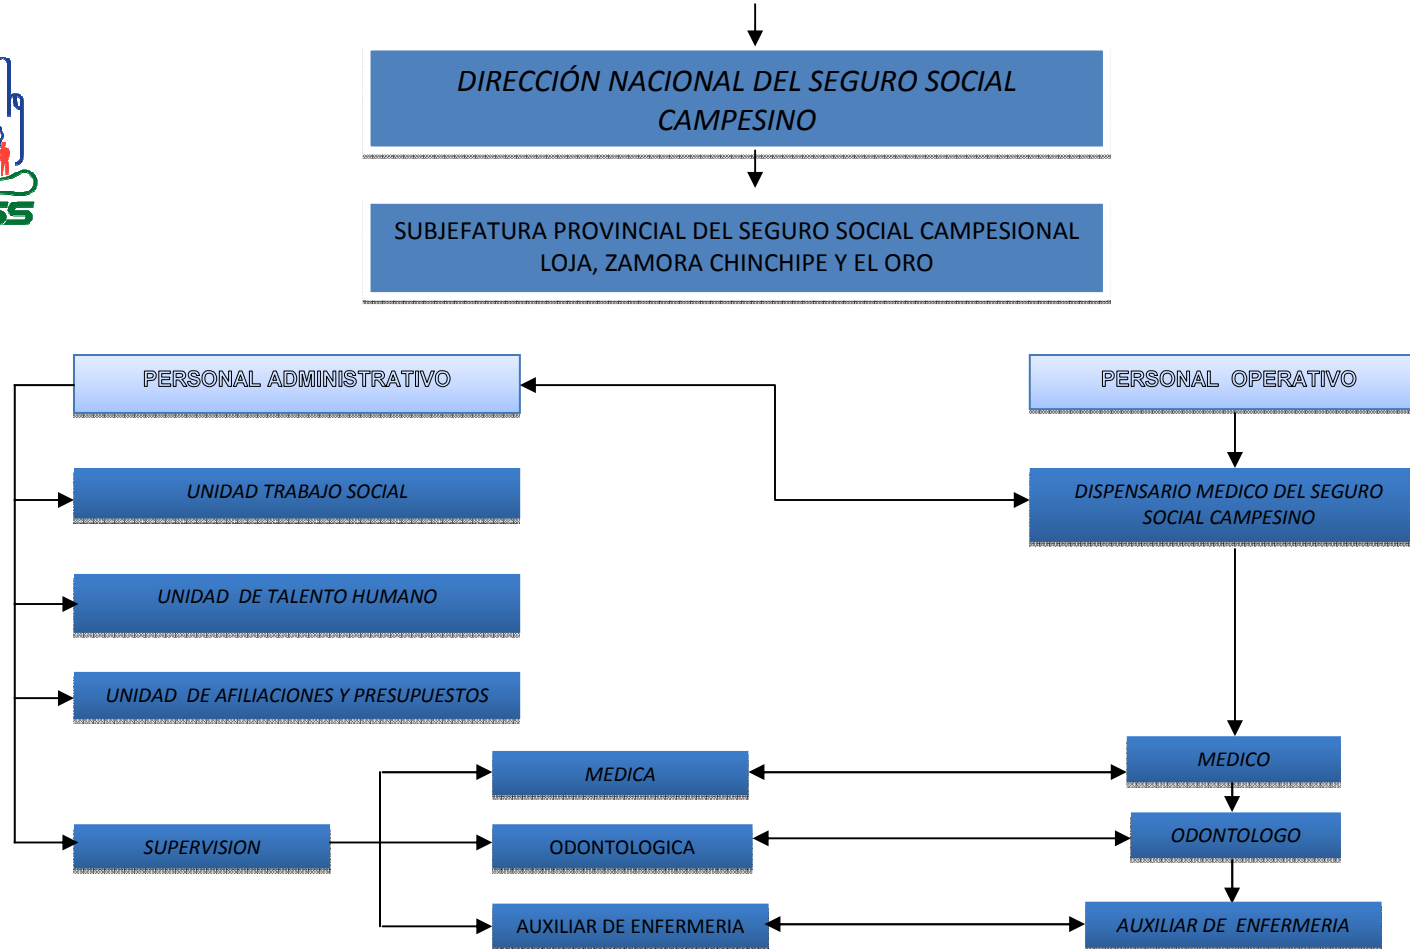 DIRECCIÓN NACIONAL DEL SEGURO SOCIAL
CAMPESINO
SUBJEFATURA PROVINCIAL DEL SEGURO SOCIAL CAMPESIONAL
LOJA, ZAMORA CHINCHIPE Y EL ORO
PERSONAL ADMINISTRATIVO
PERSONAL OPERATIVO
UNIDAD TRABAJO SOCIAL
DISPENSARIO MEDICO DEL SEGURO
SOCIAL CAMPESINO
UNIDAD DE TALENTO HUMANO
UNIDAD DE AFILIACIONES Y PRESUPUESTOS
MEDICA
MEDICO
SUPERVISION
ODONTOLOGICA
ODONTOLOGO
AUXILIAR DE ENFERMERIA
AUXILIAR DE ENFERMERIA